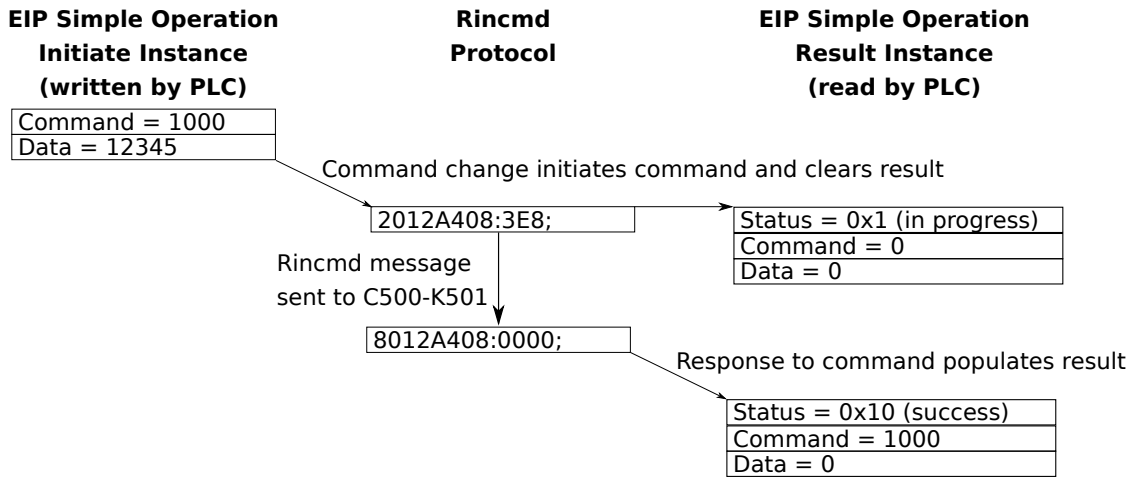 EIP Simple Operation
Initiate Instance
(written by PLC)
Rincmd
Protocol
EIP Simple Operation
Result Instance
(read by PLC)
Command = 1000
Data = 12345
Command change initiates command and clears result
2012A408:3E8;
Status = 0x1 (in progress)
Command = 0
Data = 0
Rincmd message
sent to C500-K501
8012A408:0000;
Response to command populates result
Status = 0x10 (success)
Command = 1000
Data = 0